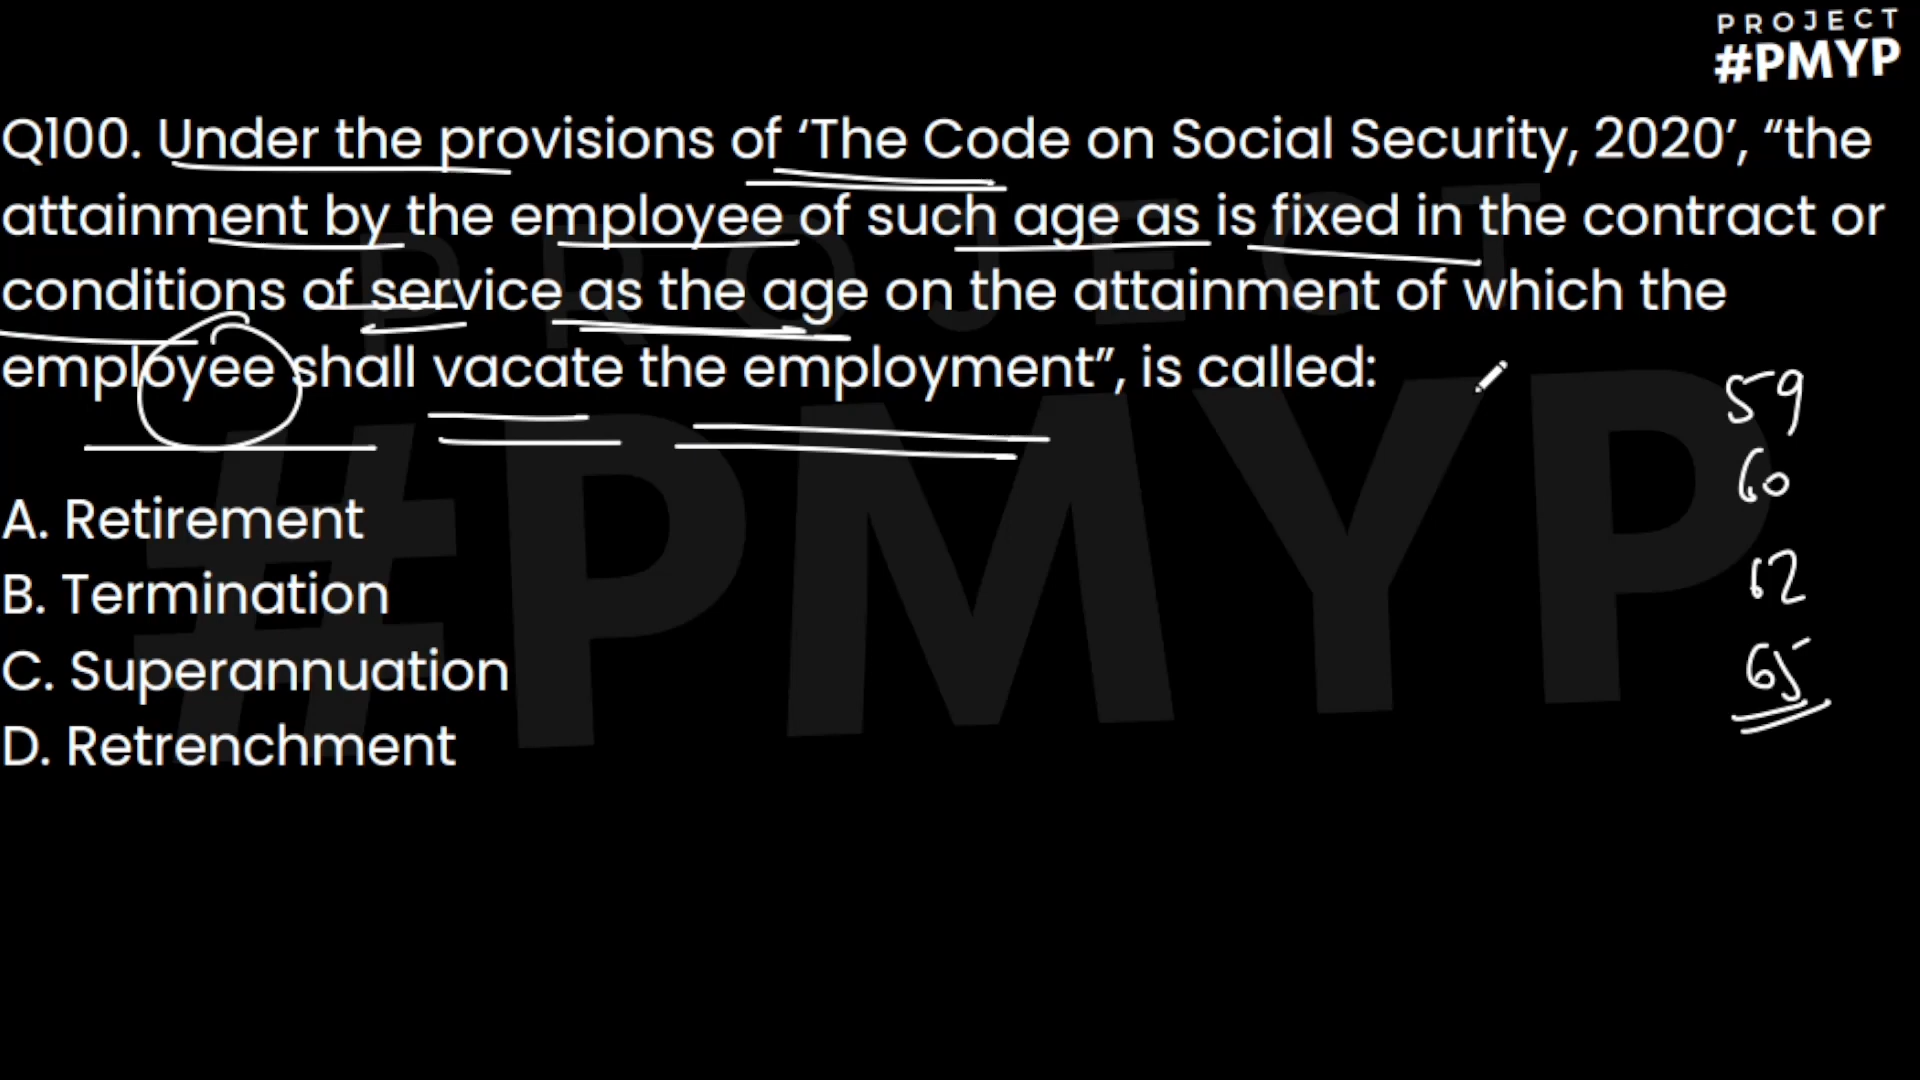 PROJECT
#PMYP
Q100. Under the provisions of ‘The Code on Social Security, 2020’, “the
attainment by the employee of such age as is fixed in the contract or
conditions of service as the age on the attainment of which the
employee shall vacate the employment”, is called:
59
60
62
65
A. Retirement
B. Termination
C. Superannuation
D. Retrenchment
PROJECT
#PMYP